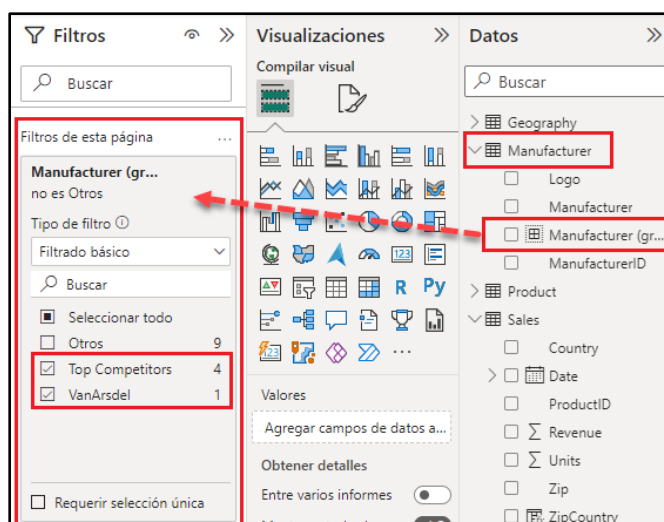 Filtros
Buscar
Filtros de esta página
Manufacturer (gr...
no es Otros
Tipo de filtro
Filtrado básico
Buscar
Seleccionar todo
Otros 9
Top Competitors 4
VanArsdel 1
Requerir selección única
Visualizaciones
Compilar visual
123
R Py
123
...
Valores
Agregar campos de datos a...
Obtener detalles
Entre varios informes
Datos
Buscar
Geography
Manufacturer
Logo
Manufacturer
Manufacturer (gr...
ManufacturerID
Product
Sales
Country
Date
ProductID
Revenue
Units
Zip
ZipCountry